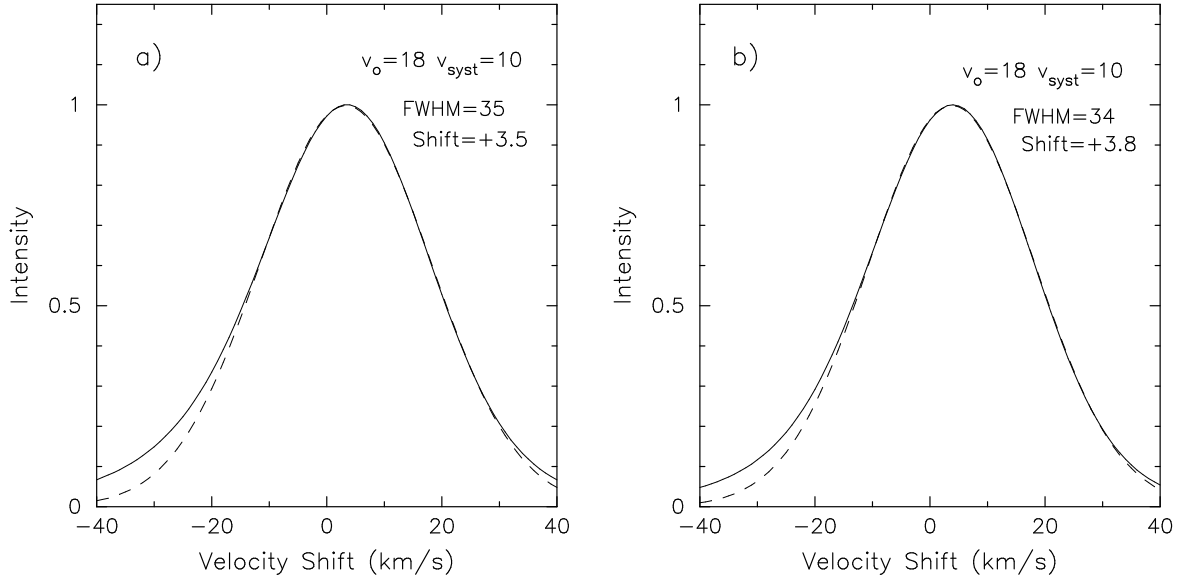 a)
v_o=18 v_syst=10
FWHM=35
Shift=+3.5
1
0.5
0
Intensity
−40 −20 0 20 40
Velocity Shift (km/s)
b)
v_o=18 v_syst=10
FWHM=34
Shift=+3.8
1
0.5
0
Intensity
−40 −20 0 20 40
Velocity Shift (km/s)